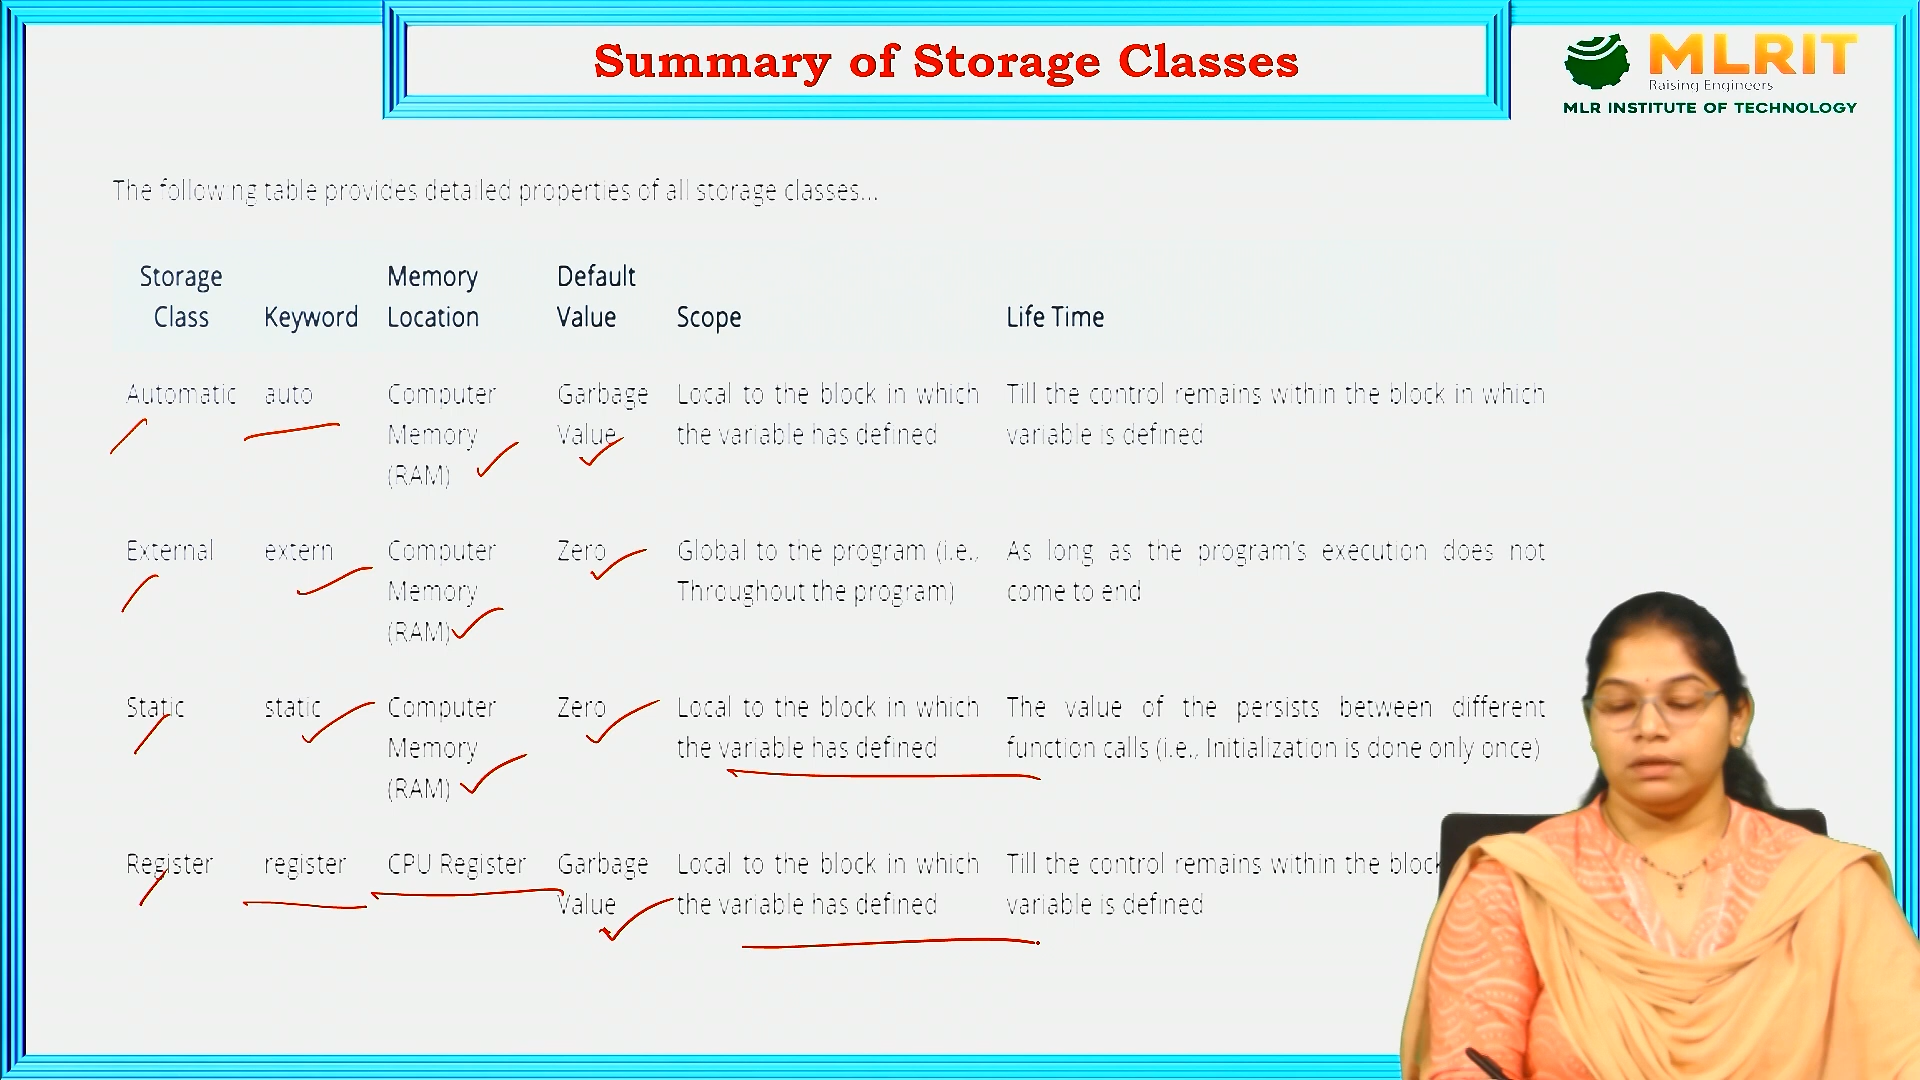 Summary of Storage Classes
MLRIT
Raising Engineers
MLR INSTITUTE OF TECHNOLOGY
The following table provides detailed properties of all storage classes...
Storage Class Keyword Memory Location Default Value Scope Life Time
Automatic auto Computer Garbage Local to the block in which Till the control remains within the block in which
Memory Value the variable has defined variable is defined
(RAM)
External extern Computer Zero Global to the program (i.e., As long as the program's execution does not
Memory Throughout the program) come to end
(RAM)
Static static Computer Zero Local to the block in which The value of the persists between different
Memory the variable has defined function calls (i.e., Initialization is done only once)
(RAM)
Register register CPU Register Garbage Local to the block in which Till the control remains within the block
Value the variable has defined variable is defined